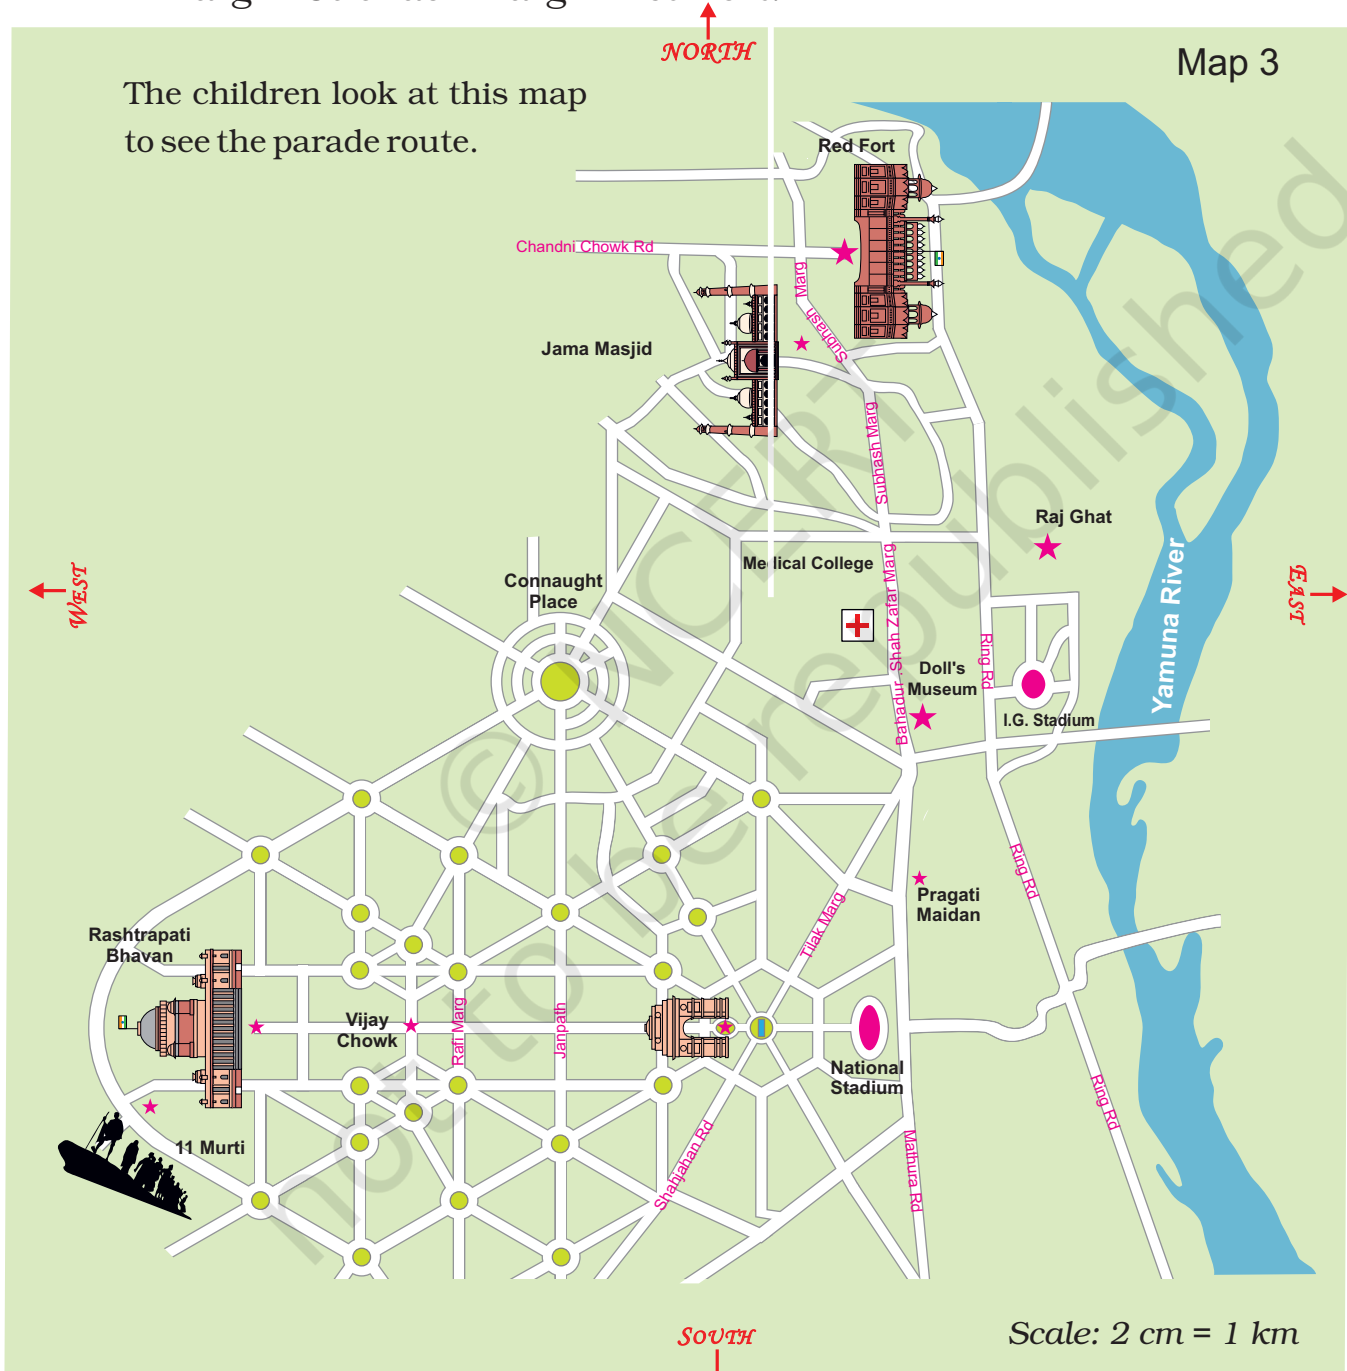 NORTH
Map 3
The children look at this map
to see the parade route.
Red Fort
Chandni Chowk Rd
Marg
Subhash
Jama Masjid
Subhash Marg
Raj Ghat
Medical College
Connaught
Place
WEST
EAST
Bahadur Shah Zafar Marg
Ring Rd
Yamuna River
Doll's
Museum
I.G. Stadium
Ring Rd
Pragati
Maidan
Tilak Marg
Rashtrapati
Bhavan
Vijay
Chowk
Rafi Marg
Janpath
National
Stadium
Ring Rd
11 Murti
Shahjahan Rd
Mathura Rd
SOUTH
Scale: 2 cm = 1 km
© NCERT
not to be republished